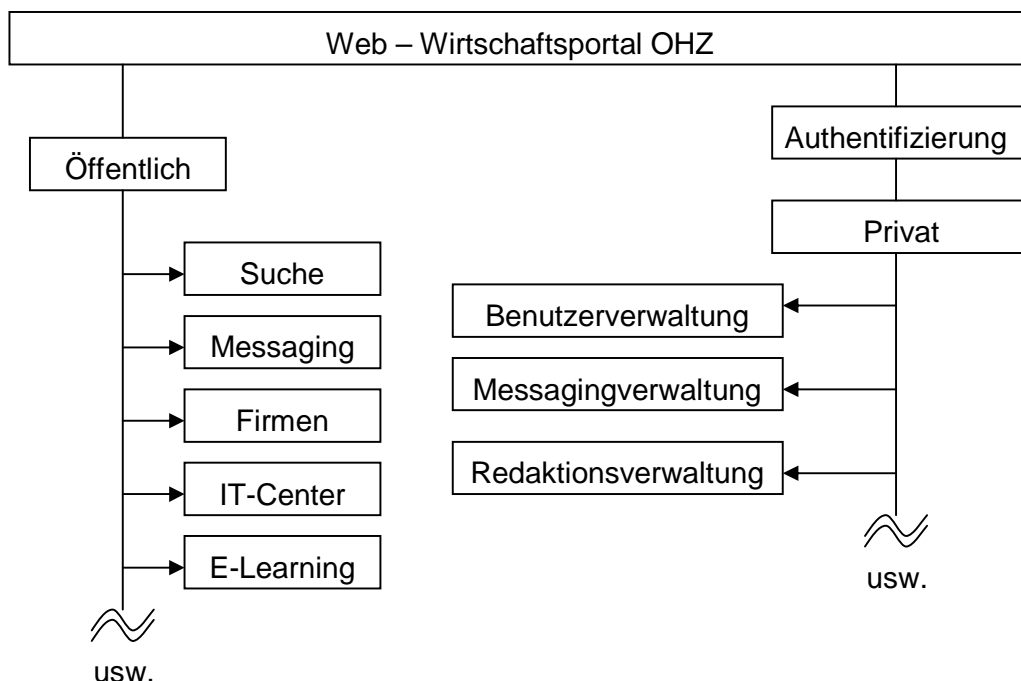 Web – Wirtschaftsportal OHZ
Öffentlich
Suche
Messaging
Firmen
IT-Center
E-Learning
usw.
Authentifizierung
Privat
Benutzerverwaltung
Messagingverwaltung
Redaktionsverwaltung
usw.